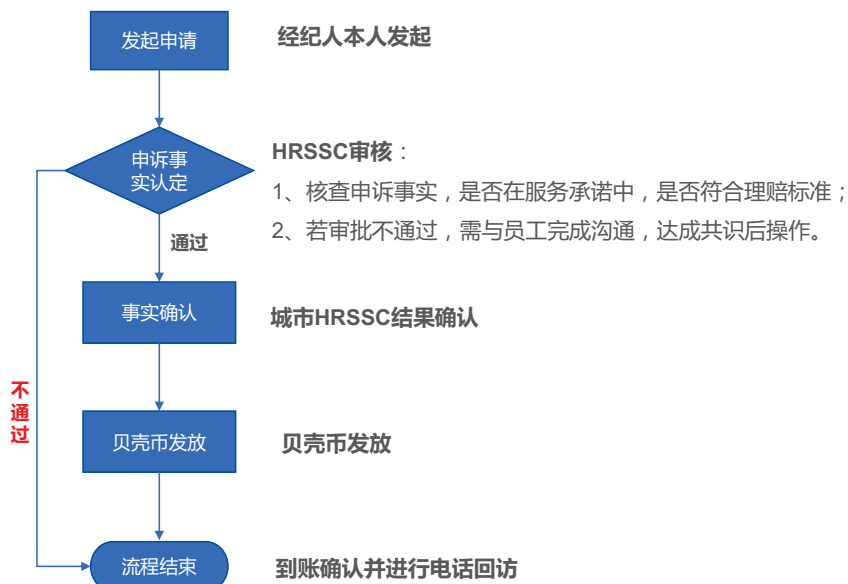 发起申请
经纪人本人发起
申诉事
实认定
HRSSC审核：
1、核查申诉事实，是否在服务承诺中，是否符合理赔标准；
2、若审批不通过，需与员工完成沟通，达成共识后操作。
通过
事实确认
城市HRSSC结果确认
不
通
过
贝壳币发放
贝壳币发放
流程结束
到账确认并进行电话回访